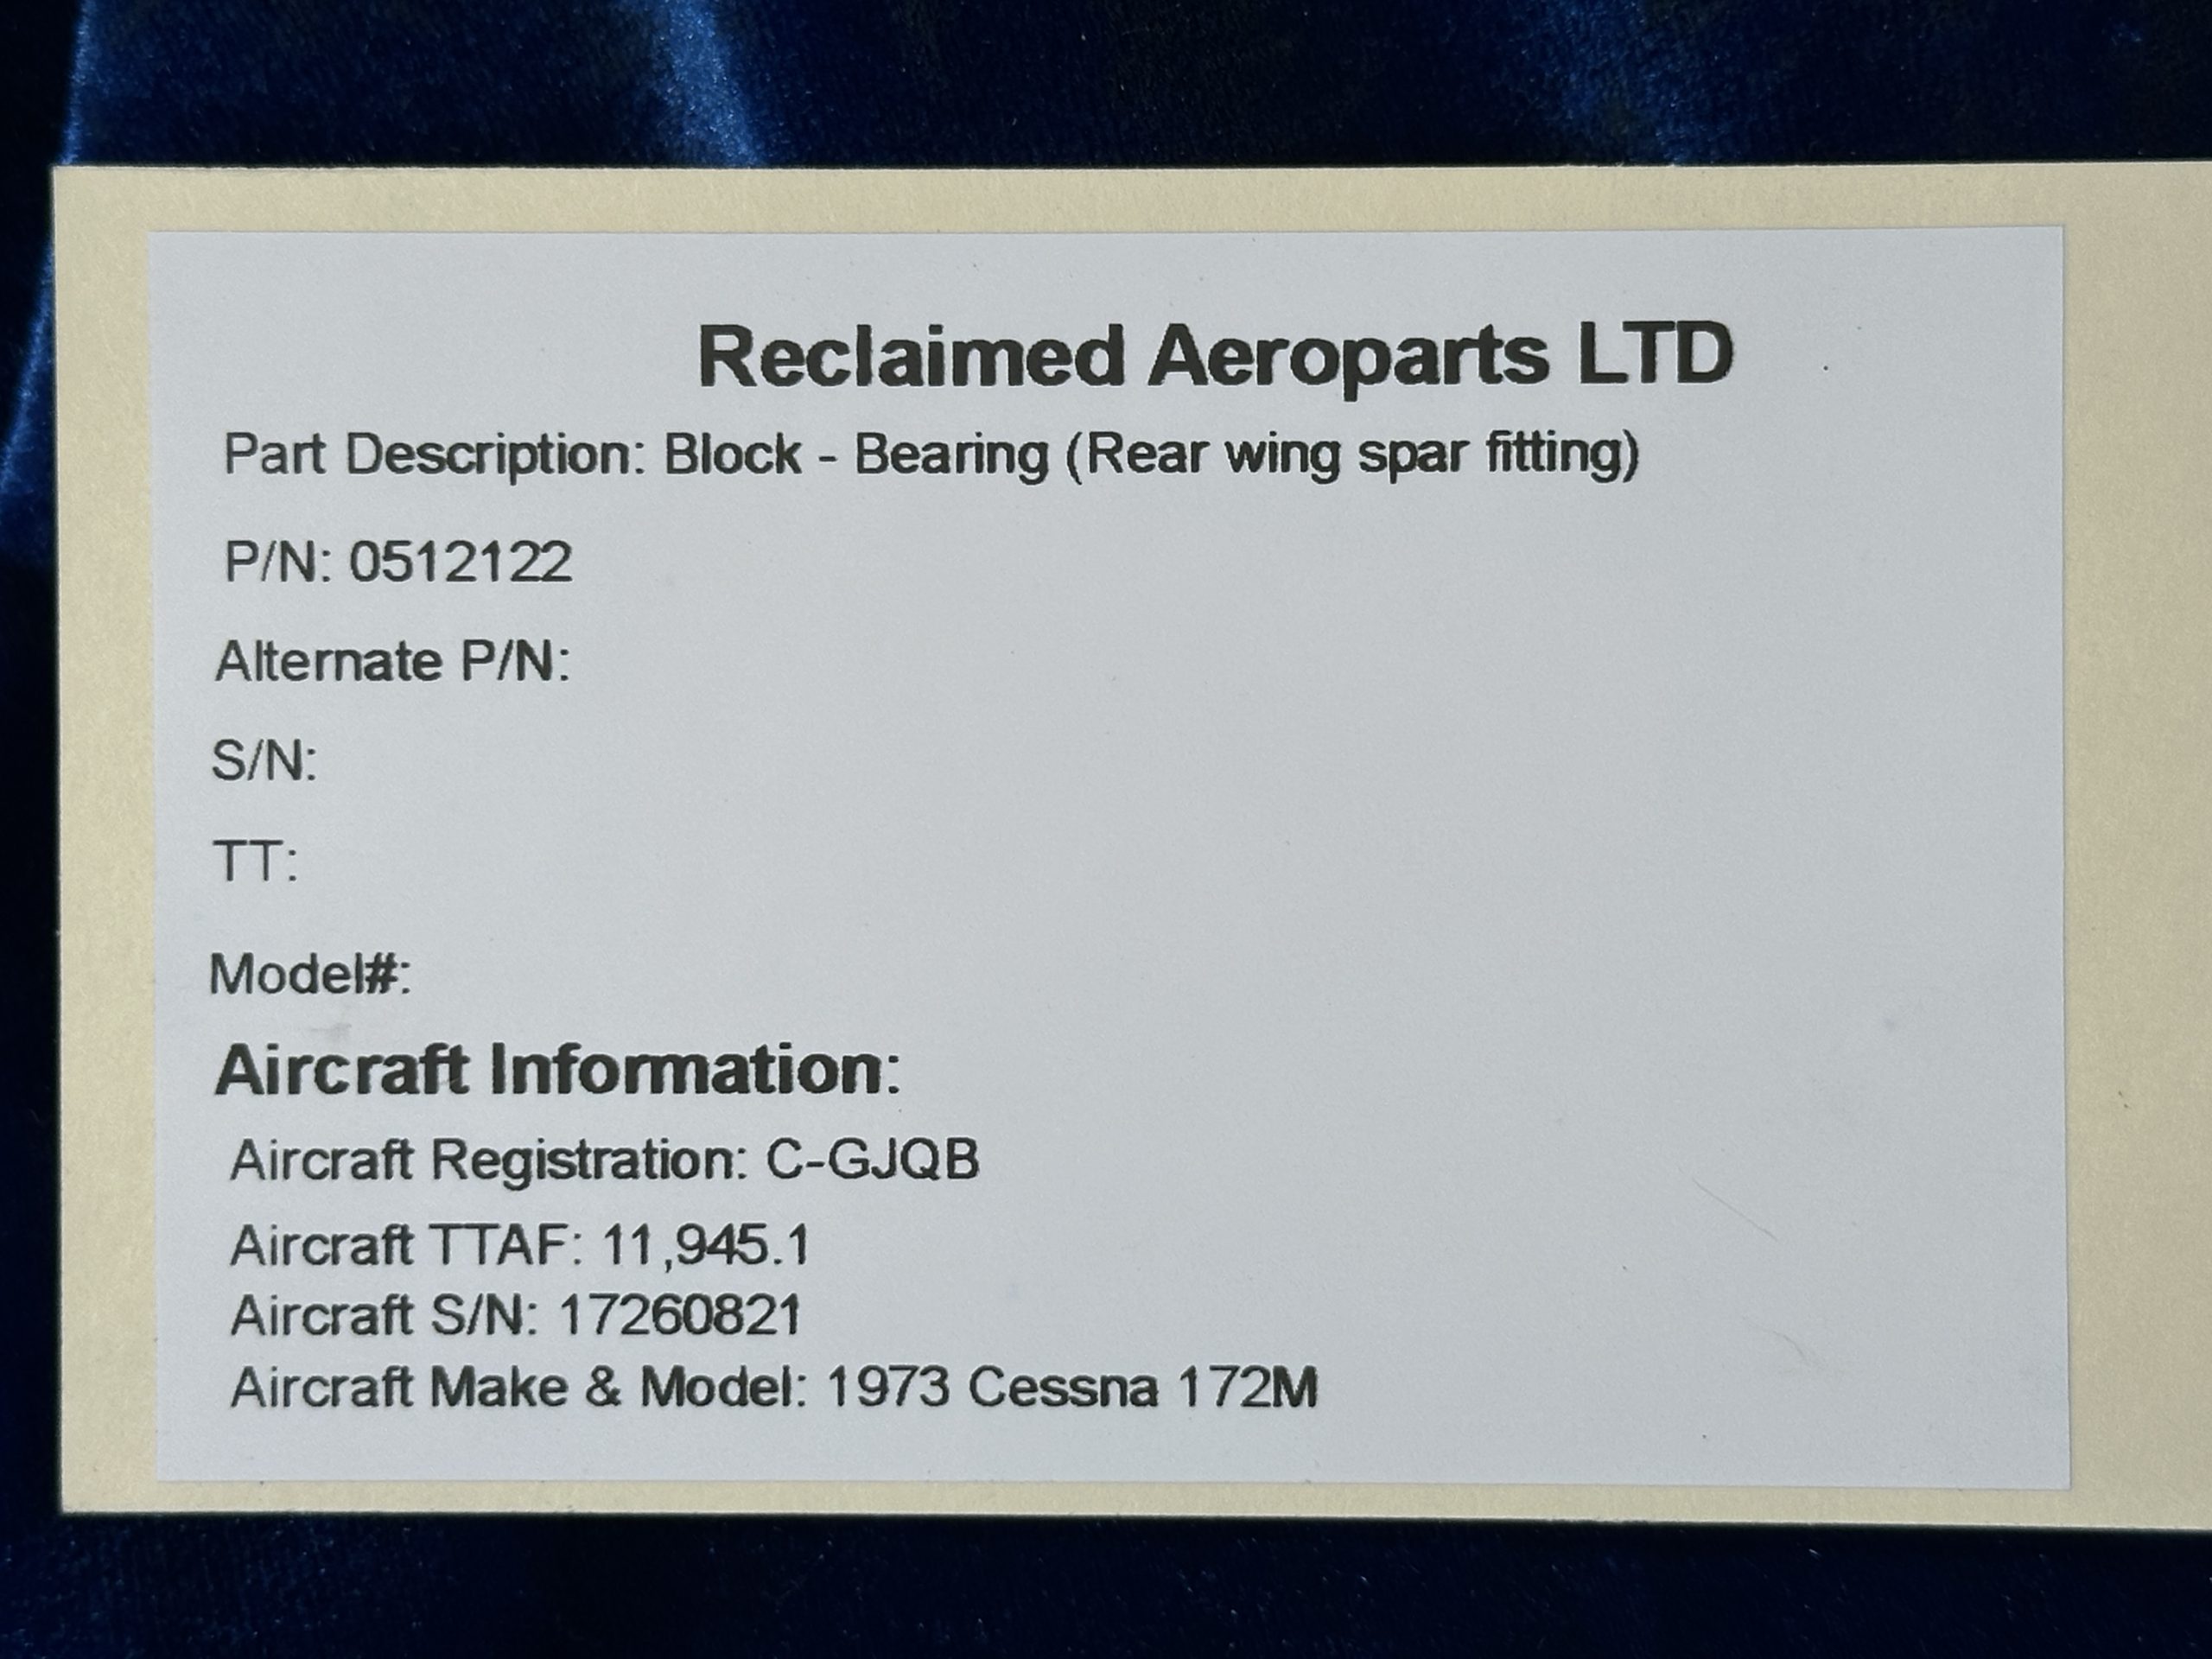 Reclaimed Aeroparts LTD
Part Description: Block - Bearing (Rear wing spar fitting)
P/N: 0512122
Alternate P/N:
S/N:
TT:
Model#:
Aircraft Information:
Aircraft Registration: C-GJQB
Aircraft TTAF: 11,945.1
Aircraft S/N: 17260821
Aircraft Make & Model: 1973 Cessna 172M